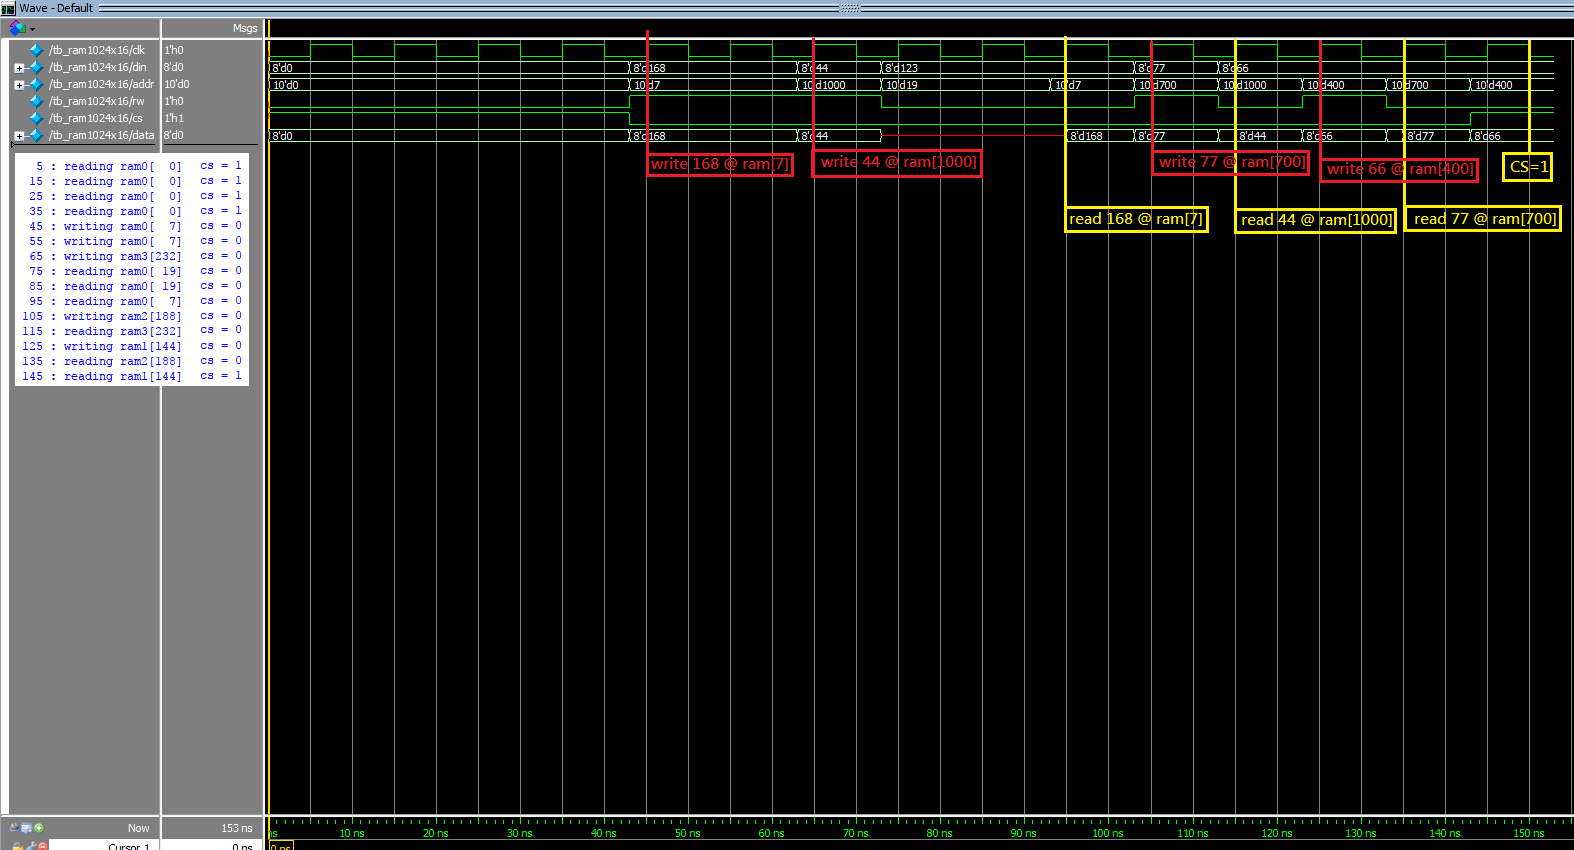 Wave - Default
Msgs
/tb_ram1024x16/clk 1'h0
/tb_ram1024x16/din 8'd0 8'd0 8'd168 8'd44 8'd123 8'd77 8'd66
/tb_ram1024x16/addr 10'd0 10'd0 10'd7 10'd1000 10'd19 10'd7 10'd700 10'd1000 10'd400 10'd700 10'd400
/tb_ram1024x16/rw 1'h0
/tb_ram1024x16/cs 1'h1
/tb_ram1024x16/data 8'd0 8'd0 8'd168 8'd44 8'd168 8'd77 8'd44 8'd66 8'd77 8'd66
write 168 @ ram[7] write 44 @ ram[1000] write 77 @ ram[700] write 66 @ ram[400] CS=1
read 168 @ ram[7] read 44 @ ram[1000] read 77 @ ram[700]
5 : reading ram0[  0] cs = 1
15 : reading ram0[  0] cs = 1
25 : reading ram0[  0] cs = 1
35 : reading ram0[  0] cs = 1
45 : writing ram0[  7] cs = 0
55 : writing ram0[  7] cs = 0
65 : writing ram3[232] cs = 0
75 : reading ram0[ 19] cs = 0
85 : reading ram0[ 19] cs = 0
95 : reading ram0[  7] cs = 0
105 : writing ram2[188] cs = 0
115 : reading ram3[232] cs = 0
125 : writing ram1[144] cs = 0
135 : reading ram2[188] cs = 0
145 : reading ram1[144] cs = 1
Now 153 ns
ns 10 ns 20 ns 30 ns 40 ns 50 ns 60 ns 70 ns 80 ns 90 ns 100 ns 110 ns 120 ns 130 ns 140 ns 150 ns
Cursor 1 0 ns 0 ns